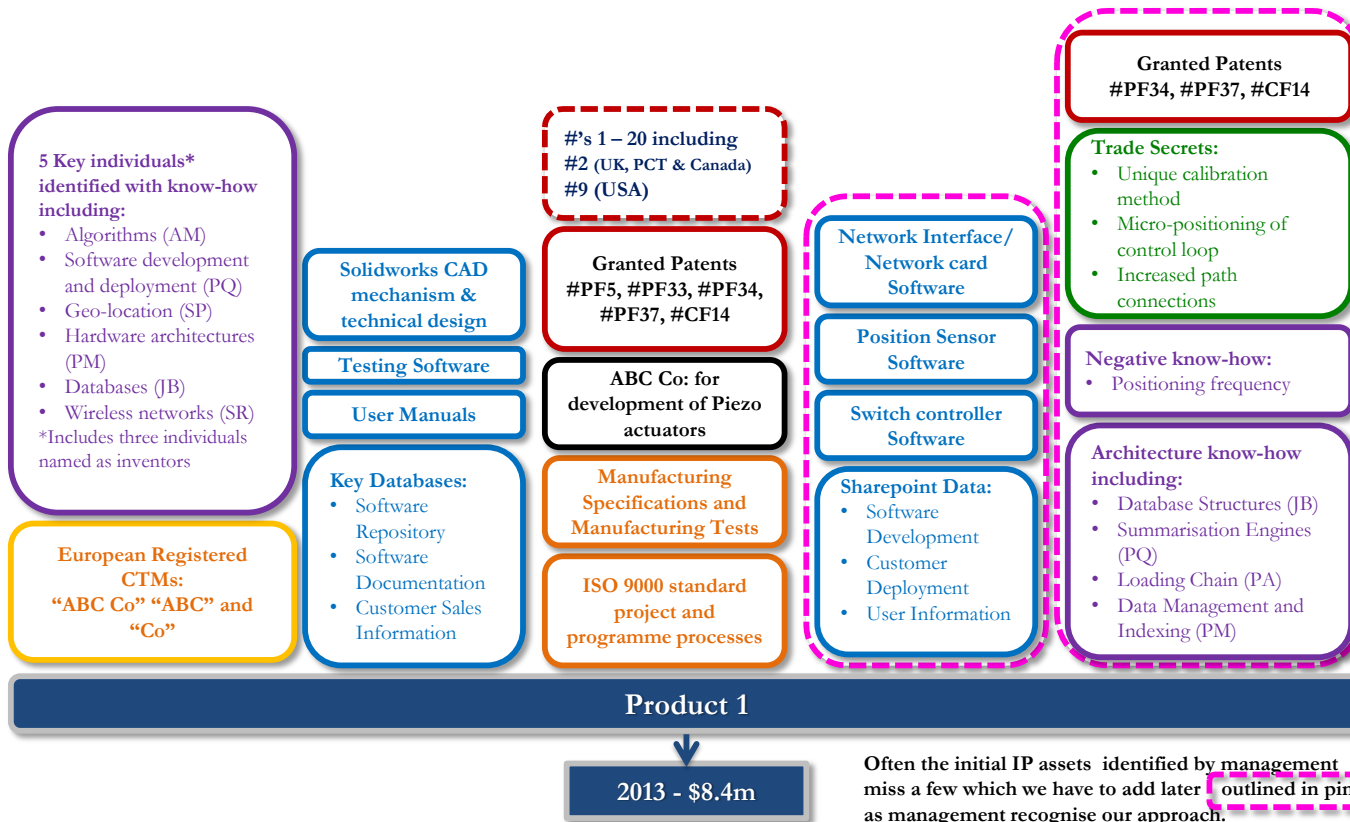 5 Key individuals*
identified with know-how
including:
• Algorithms (AM)
• Software development
and deployment (PQ)
• Geo-location (SP)
• Hardware architectures
(PM)
• Databases (JB)
• Wireless networks (SR)
*Includes three individuals
named as inventors
European Registered
CTMs:
“ABC Co” “ABC” and
“Co”
Solidworks CAD
mechanism &
technical design
Testing Software
User Manuals
Key Databases:
• Software
Repository
• Software
Documentation
• Customer Sales
Information
#’s 1 – 20 including
#2 (UK, PCT & Canada)
#9 (USA)
Granted Patents
#PF5, #PF33, #PF34,
#PF37, #CF14
ABC Co: for
development of Piezo
actuators
Manufacturing
Specifications and
Manufacturing Tests
ISO 9000 standard
project and
programme processes
Network Interface/
Network card
Software
Position Sensor
Software
Switch controller
Software
Sharepoint Data:
• Software
Development
• Customer
Deployment
• User Information
Granted Patents
#PF34, #PF37, #CF14
Trade Secrets:
• Unique calibration
method
• Micro-positioning of
control loop
• Increased path
connections
Negative know-how:
• Positioning frequency
Architecture know-how
including:
• Database Structures (JB)
• Summarisation Engines
(PQ)
• Loading Chain (PA)
• Data Management and
Indexing (PM)
Product 1
2013 - $8.4m
Often the initial IP assets identified by management
miss a few which we have to add later outlined in pin
as management recognise our approach.